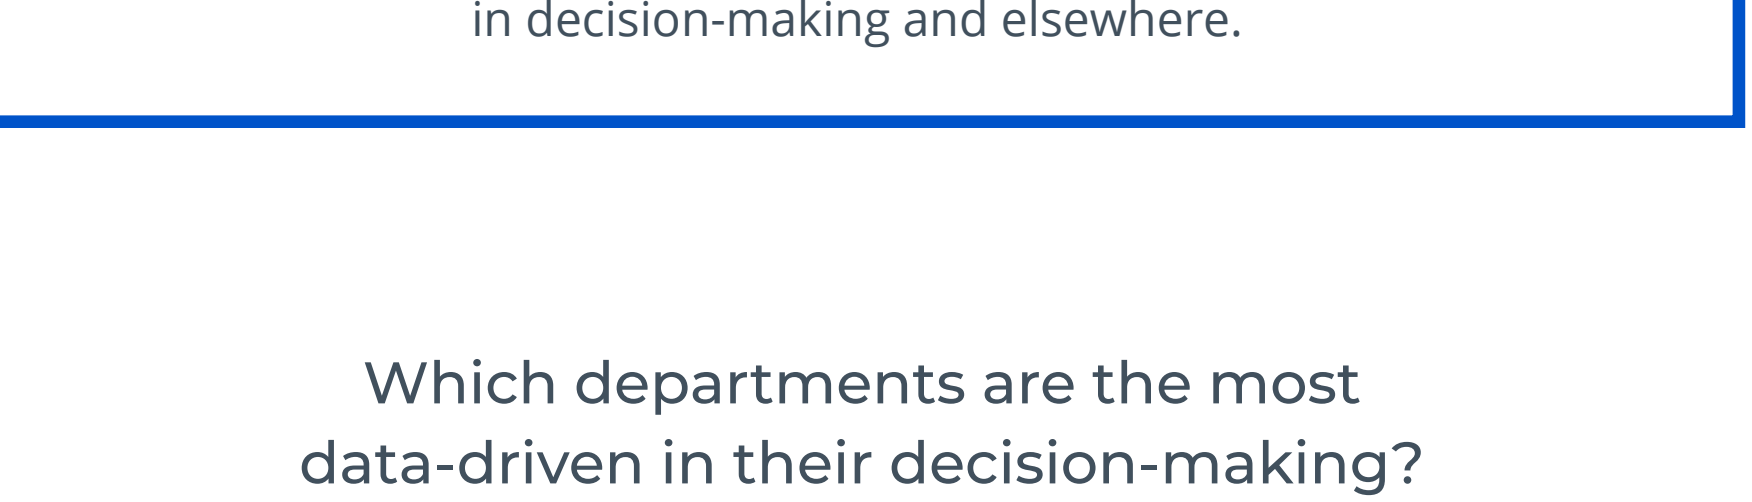 in decision-making and elsewhere.
Which departments are the most
data-driven in their decision-making?